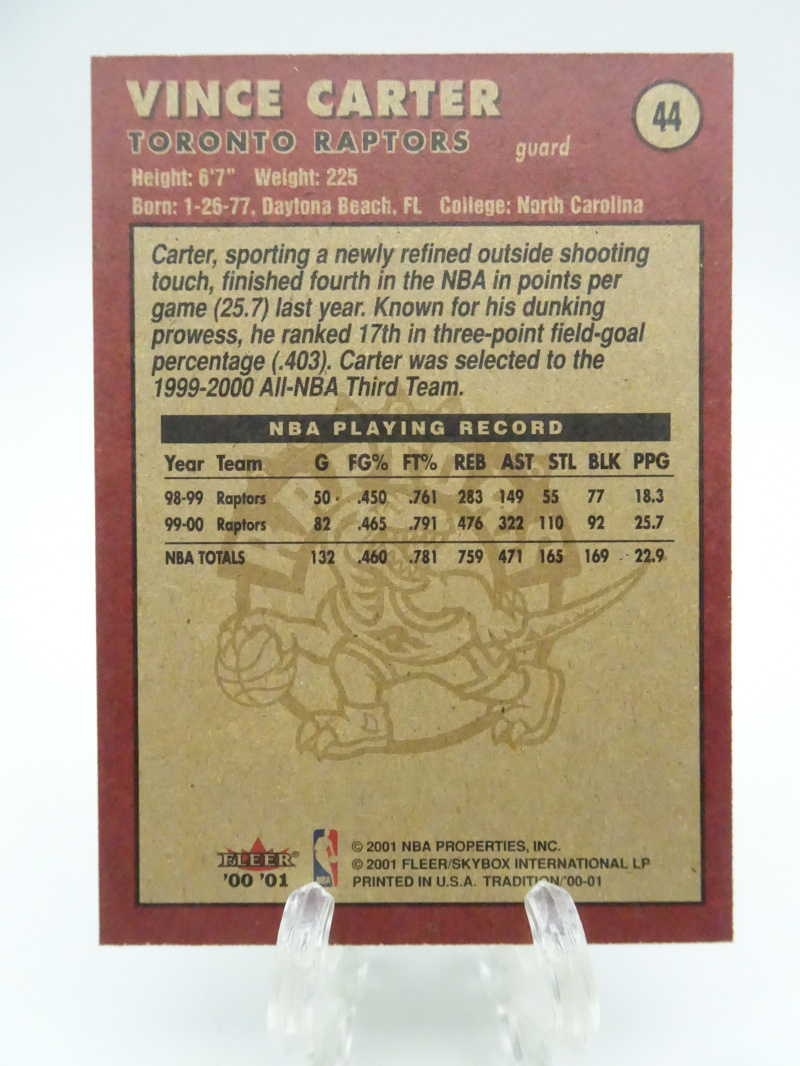 VINCE CARTER
44
TORONTO RAPTORS guard
Height: 6'7" Weight: 225
Born: 1-26-77, Daytona Beach, FL College: North Carolina
Carter, sporting a newly refined outside shooting
touch, finished fourth in the NBA in points per
game (25.7) last year. Known for his dunking
prowess, he ranked 17th in three-point field-goal
percentage (.403). Carter was selected to the
1999-2000 All-NBA Third Team.
NBA PLAYING RECORD
Year Team G FG% FT% REB AST STL BLK PPG
98-99 Raptors 50 .450 .761 283 149 55 77 18.3
99-00 Raptors 82 .465 .791 476 322 110 92 25.7
NBA TOTALS 132 .460 .781 759 471 165 169 22.9
FLEER®
'00 '01
NBA
© 2001 NBA PROPERTIES, INC.
© 2001 FLEER/SKYBOX INTERNATIONAL LP
PRINTED IN U.S.A. TRADITION/'00-01